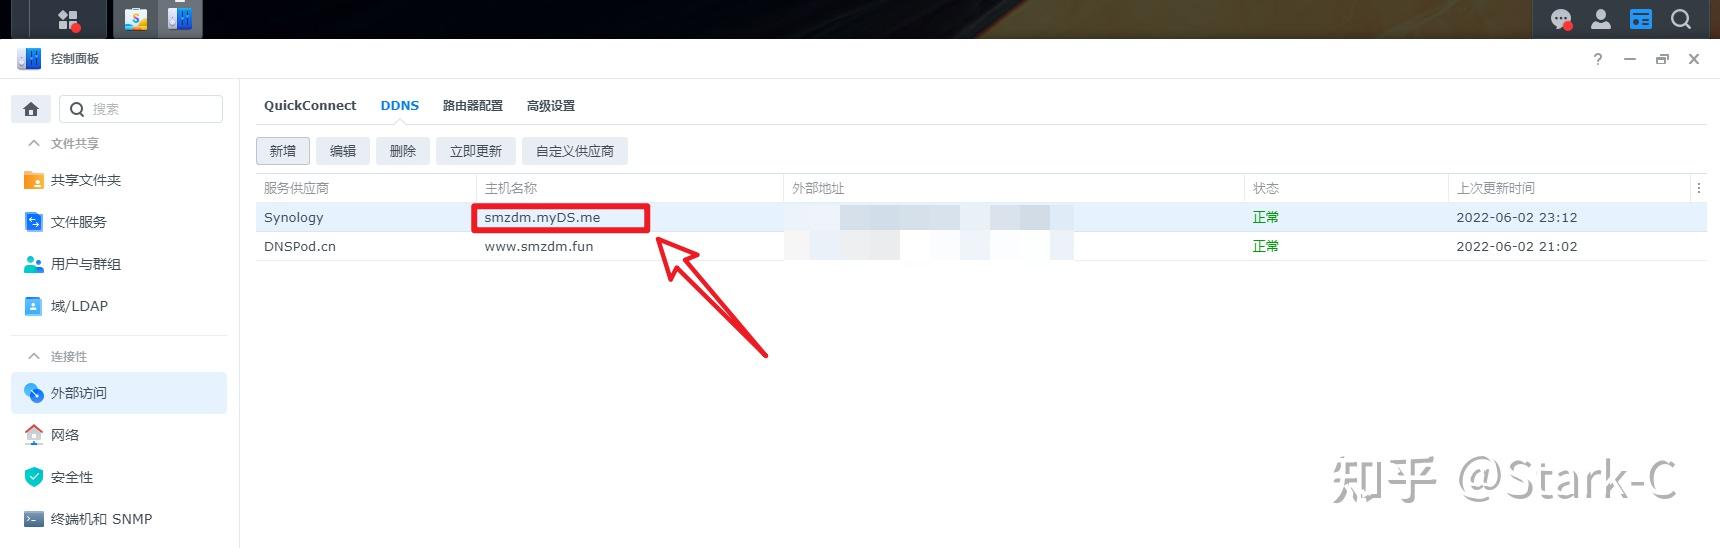 控制面板
搜索
文件共享
共享文件夹
文件服务
用户与群组
域/LDAP
连接性
外部访问
网络
安全性
终端机和 SNMP
QuickConnect DDNS 路由器配置 高级设置
新增 编辑 删除 立即更新 自定义供应商
服务供应商 主机名称 外部地址 状态 上次更新时间
Synology smzdm.myDS.me 正常 2022-06-02 23:12
DNSPod.cn www.smzdm.fun 正常 2022-06-02 21:02
知乎 @Stark-C